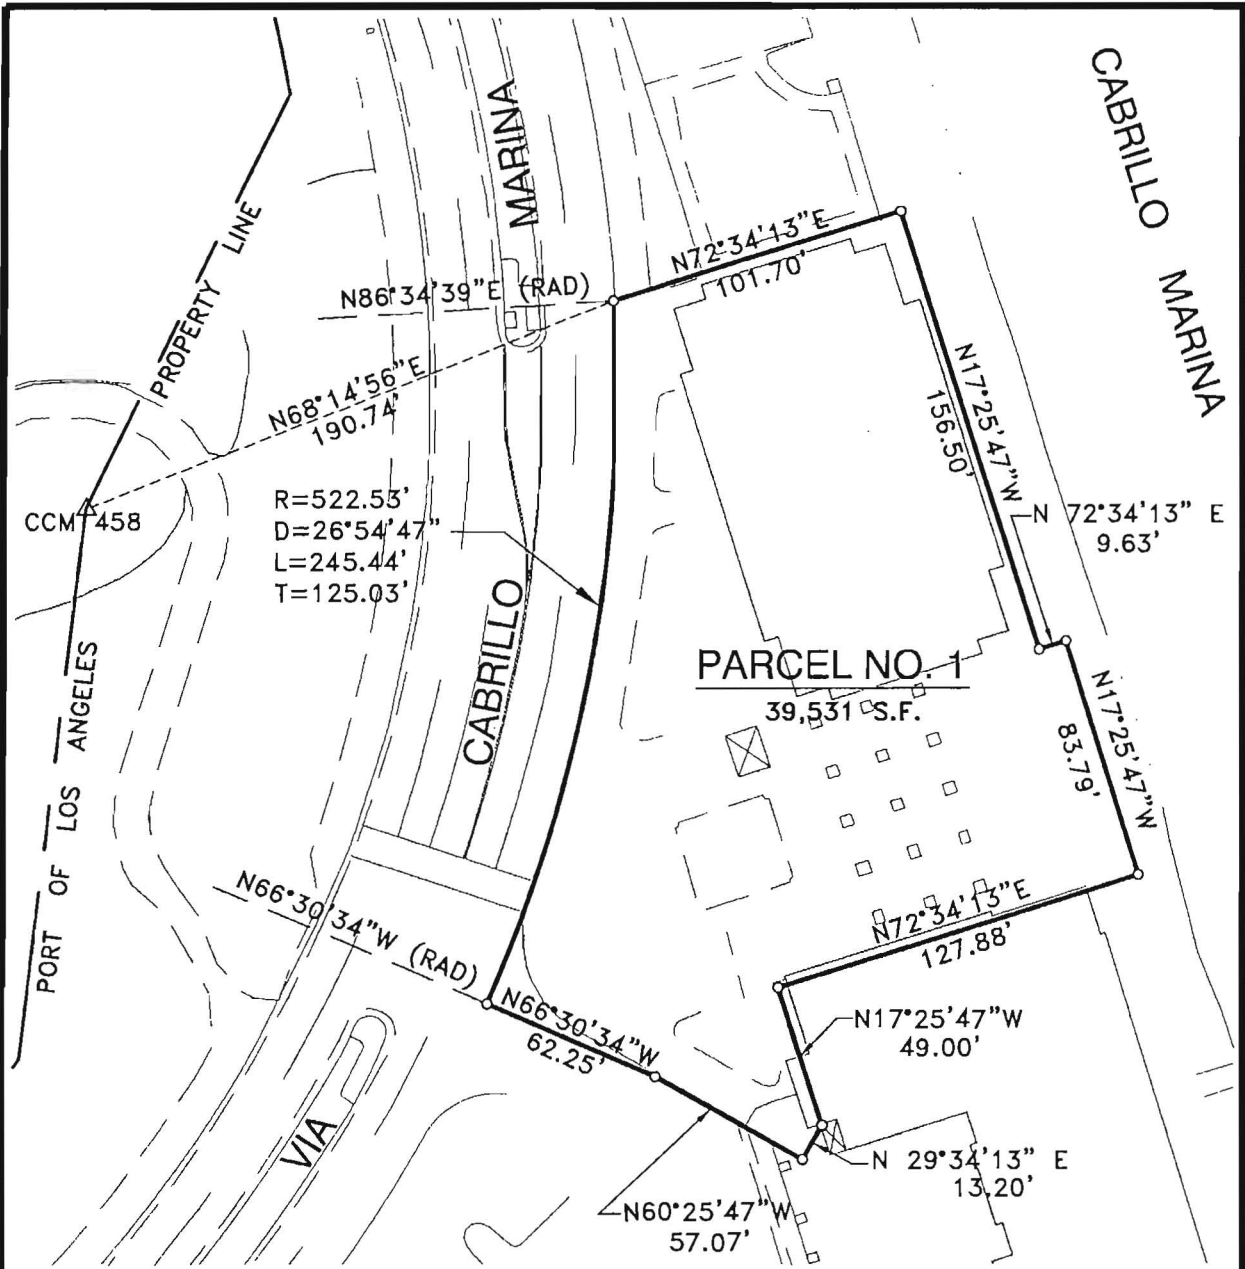 CABRILLO MARINA
MARINA
PROPERTY LINE
N72°34'13"E
101.70'
N86°34'39"E (RAD)
N68°14'56"E
190.74'
N17°25'47"W
156.50'
CCM 458
R=522.53'
D=26°54'47"
L=245.44'
T=125.03'
N 72°34'13" E
9.63'
CABRILLO
PARCEL NO. 1
39,531 S.F.
N17°25'47"W
83.79'
PORT OF LOS ANGELES
N66°30'34"W (RAD)
N72°34'13"E
127.88'
N66°30'34"W
62.25'
N17°25'47"W
49.00'
VIA
N 29°34'13" E
13.20'
N60°25'47"W
57.07'